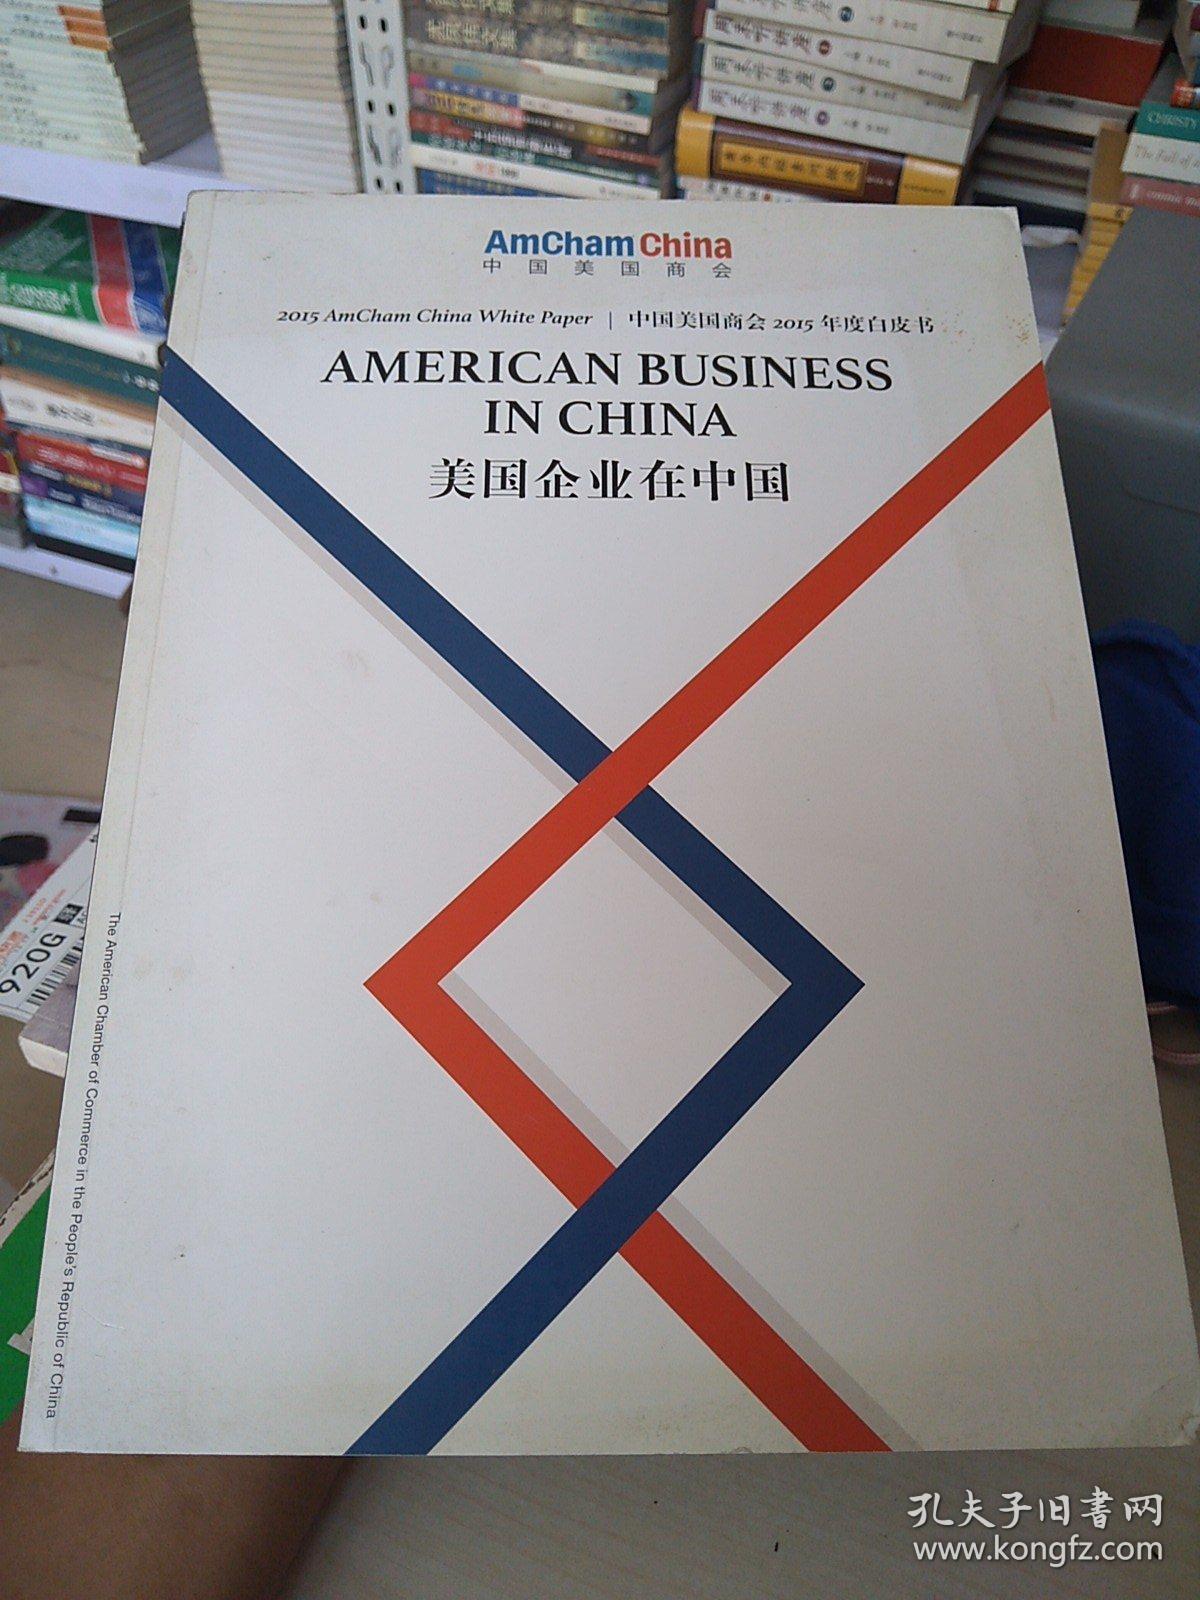 AmCham China
中国美国商会
2015 AmCham China White Paper | 中国美国商会 2015 年度白皮书
AMERICAN BUSINESS
IN CHINA
美国企业在中国
The American Chamber of Commerce in the People's Republic of China
920G
CHRISTY
孔夫子旧书网
www.kongfz.com